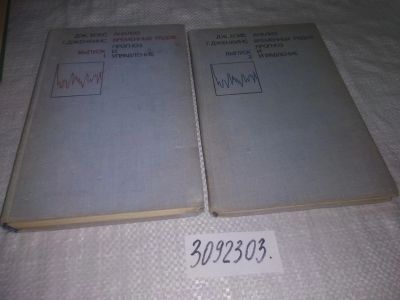 ДЖ. БОКС АНАЛИЗ
Г. ДЖЕНКИНС ВРЕМЕННЫХ РЯДОВ
ПРОГНОЗ
ВЫПУСК И
1 УПРАВЛЕНИЕ
ДЖ. БОКС АНАЛИЗ
Г. ДЖЕНКИНС ВРЕМЕННЫХ РЯДОВ
ПРОГНОЗ
ВЫПУСК И
2 УПРАВЛЕНИЕ
3092303.